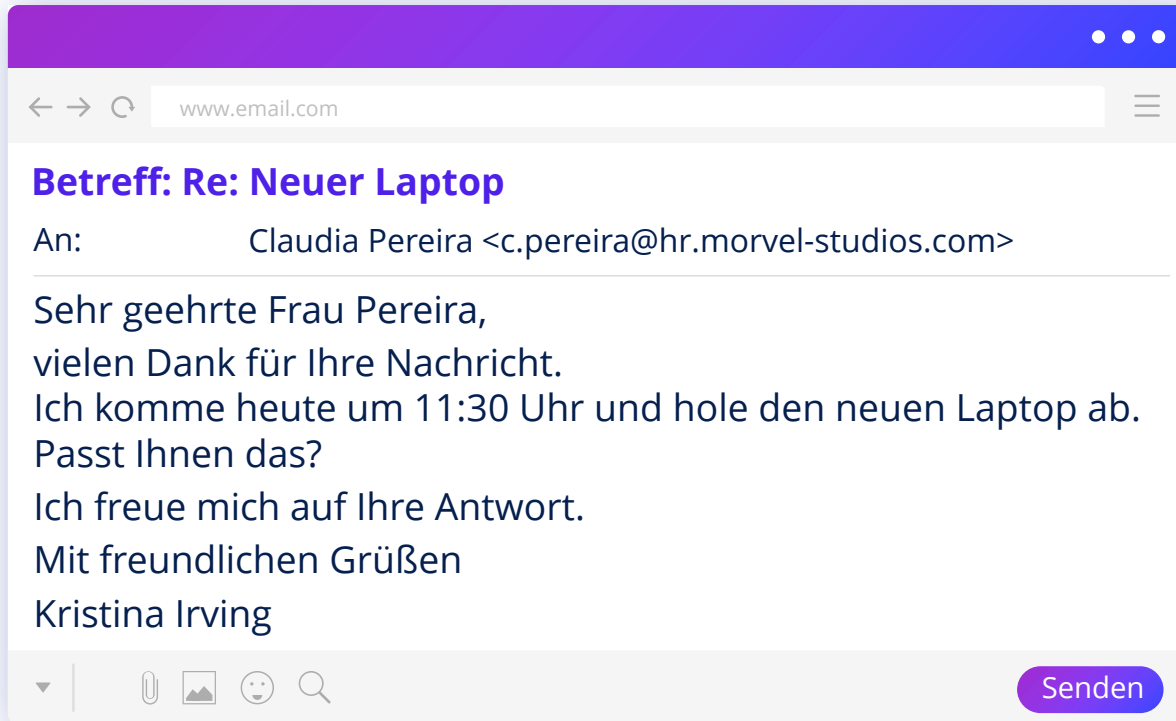 www.email.com
Betreff: Re: Neuer Laptop
An: Claudia Pereira <c.pereira@hr.morvel-studios.com>
Sehr geehrte Frau Pereira,
vielen Dank für Ihre Nachricht.
Ich komme heute um 11:30 Uhr und hole den neuen Laptop ab.
Passt Ihnen das?
Ich freue mich auf Ihre Antwort.
Mit freundlichen Grüßen
Kristina Irving
Senden